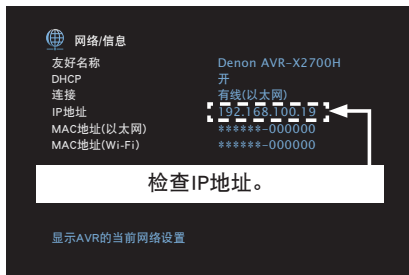 网络/信息
友好名称 Denon AVR-X2700H
DHCP 开
连接 有线(以太网)
IP地址 192.168.100.19
MAC地址(以太网) ******-000000
MAC地址(Wi-Fi) ******-000000
检查IP地址。
显示AVR的当前网络设置